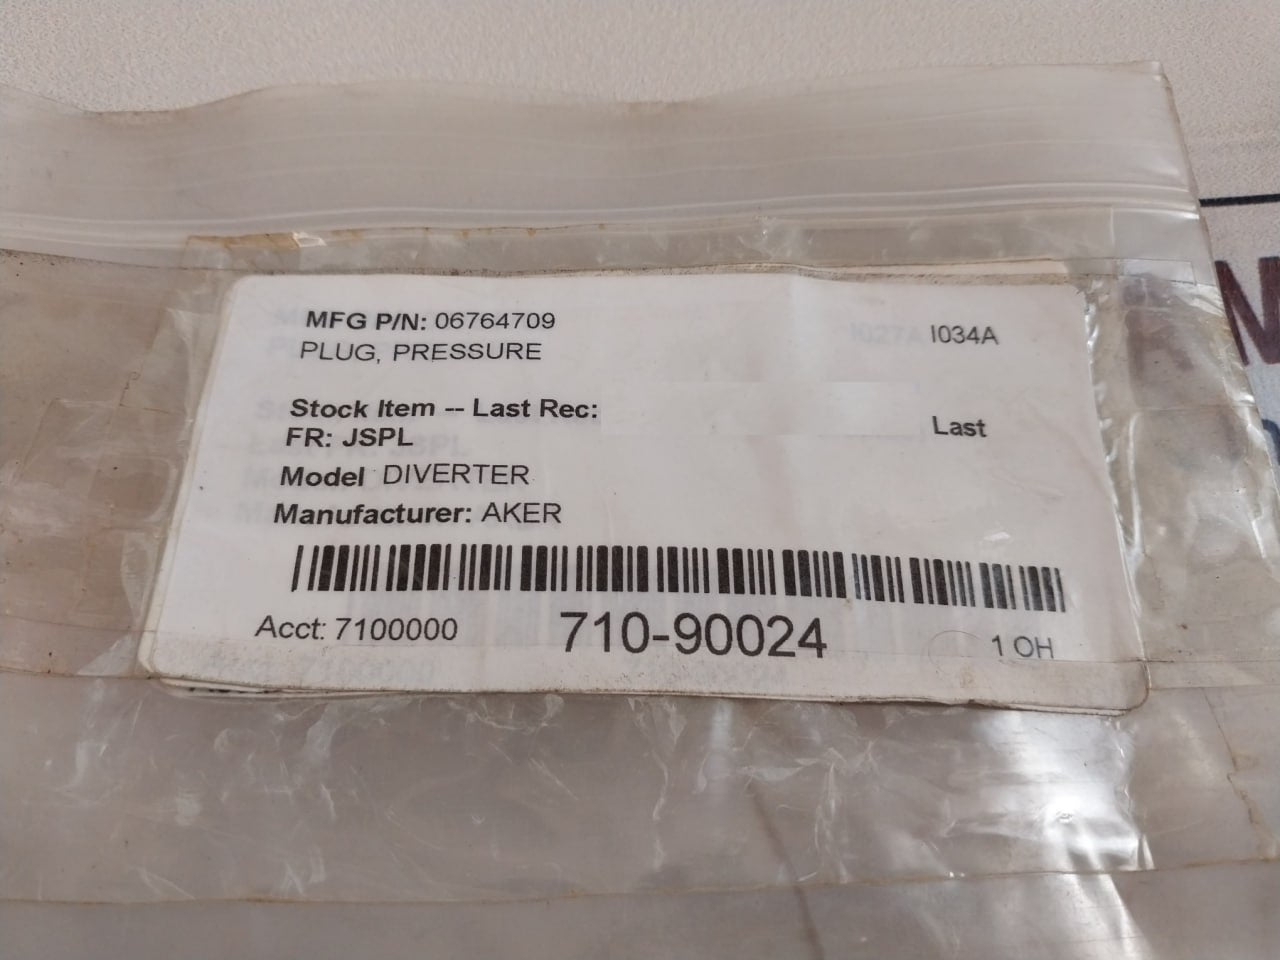 MFG P/N: 06764709
I027A I034A
PLUG, PRESSURE
Stock Item -- Last Rec:
Last
FR: JSPL
Model DIVERTER
Manufacturer: AKER
Acct: 7100000 710-90024 1 OH